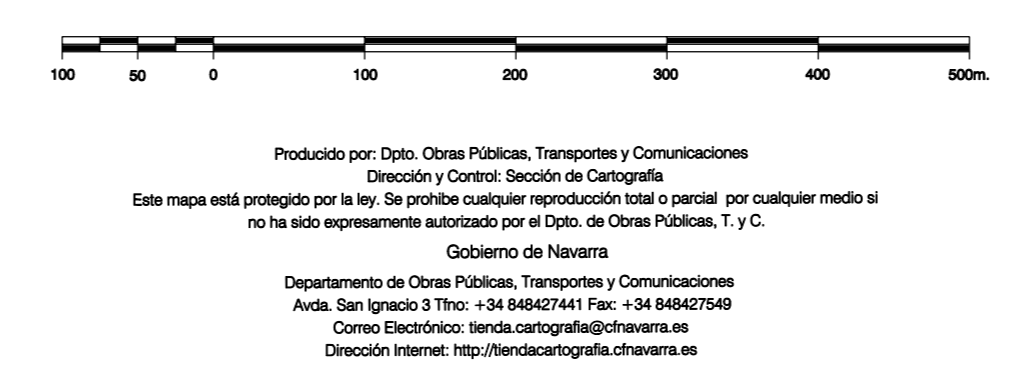 100 50 0 100 200 300 400 500m.
Producido por: Dpto. Obras Públicas, Transportes y Comunicaciones
Dirección y Control: Sección de Cartografía
Este mapa está protegido por la ley. Se prohibe cualquier reproducción total o parcial por cualquier medio si
no ha sido expresamente autorizado por el Dpto. de Obras Públicas, T. y C.
Gobierno de Navarra
Departamento de Obras Públicas, Transportes y Comunicaciones
Avda. San Ignacio 3 Tfno: +34 848427441 Fax: +34 848427549
Correo Electrónico: tienda.cartografia@cfnavarra.es
Dirección Internet: http://tiendacartografia.cfnavarra.es